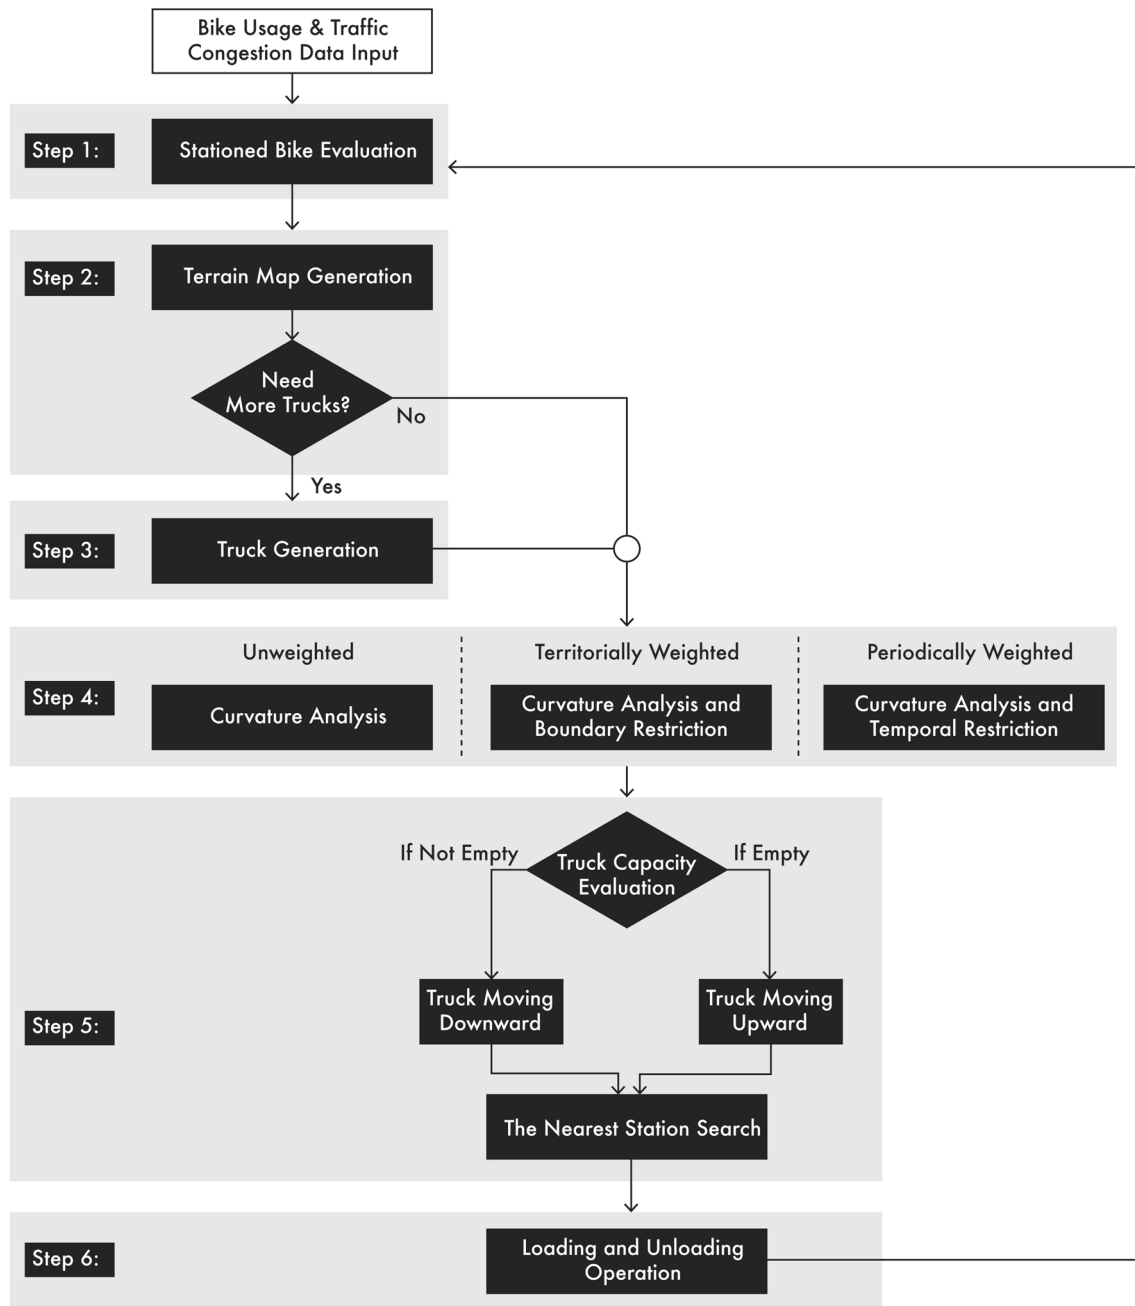 Bike Usage & Traffic
Congestion Data Input
Step 1:
Stationed Bike Evaluation
Step 2:
Terrain Map Generation
Need
More Trucks?
No
Yes
Step 3:
Truck Generation
Unweighted
Territorially Weighted
Periodically Weighted
Step 4:
Curvature Analysis
Curvature Analysis and
Boundary Restriction
Curvature Analysis and
Temporal Restriction
If Not Empty
Truck Capacity
Evaluation
If Empty
Step 5:
Truck Moving
Downward
Truck Moving
Upward
The Nearest Station Search
Step 6:
Loading and Unloading
Operation